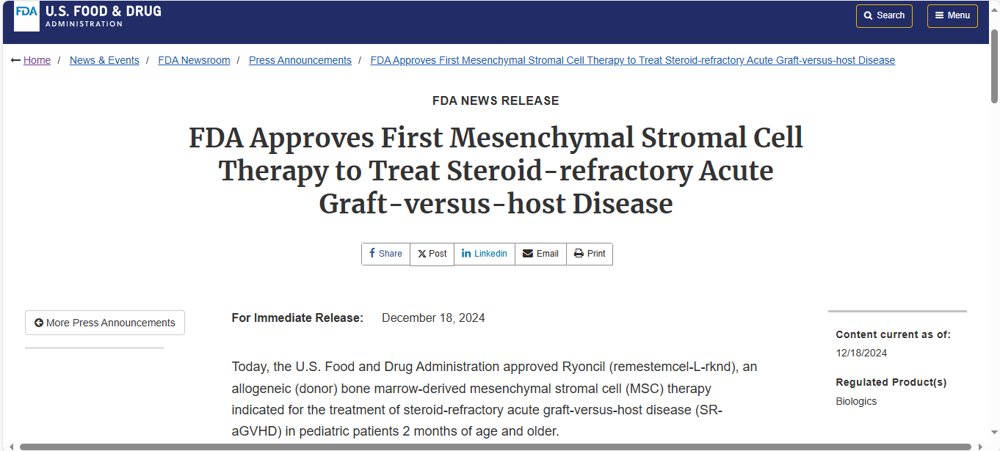 FDA U.S. FOOD & DRUG
ADMINISTRATION
Search
Menu
Home / News & Events / FDA Newsroom / Press Announcements / FDA Approves First Mesenchymal Stromal Cell Therapy to Treat Steroid-refractory Acute Graft-versus-host Disease
FDA NEWS RELEASE
FDA Approves First Mesenchymal Stromal Cell
Therapy to Treat Steroid-refractory Acute
Graft-versus-host Disease
Share Post Linkedin Email Print
More Press Announcements
For Immediate Release: December 18, 2024
Today, the U.S. Food and Drug Administration approved Ryoncil (remestemcel-L-rknd), an
allogeneic (donor) bone marrow-derived mesenchymal stromal cell (MSC) therapy
indicated for the treatment of steroid-refractory acute graft-versus-host disease (SR-
aGVHD) in pediatric patients 2 months of age and older.
Content current as of:
12/18/2024
Regulated Product(s)
Biologics